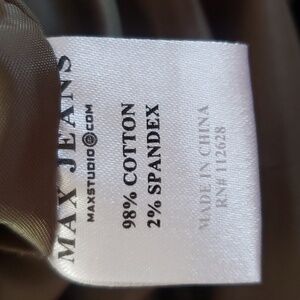 MAX JEANS
MAXSTUDIO@COM
98% COTTON
2% SPANDEX
MADE IN CHINA
RN# 112628